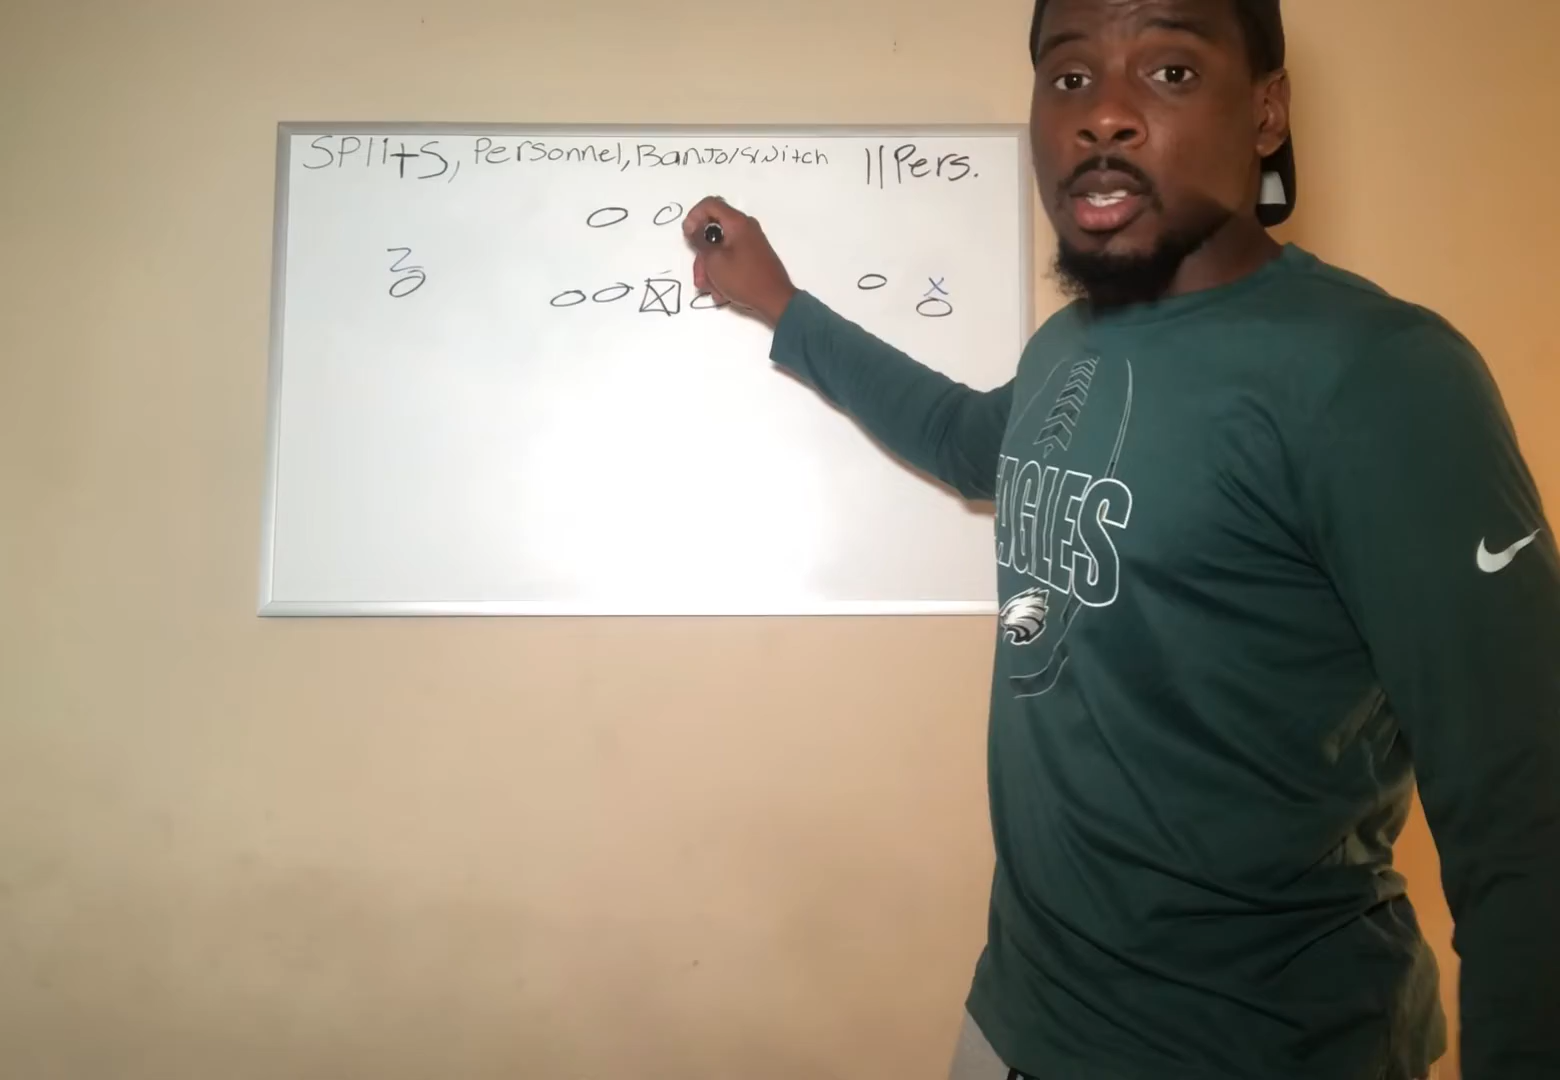 SPlitS, Personnel, Banjo/Switch 11 Pers.
Z
X
EAGLES